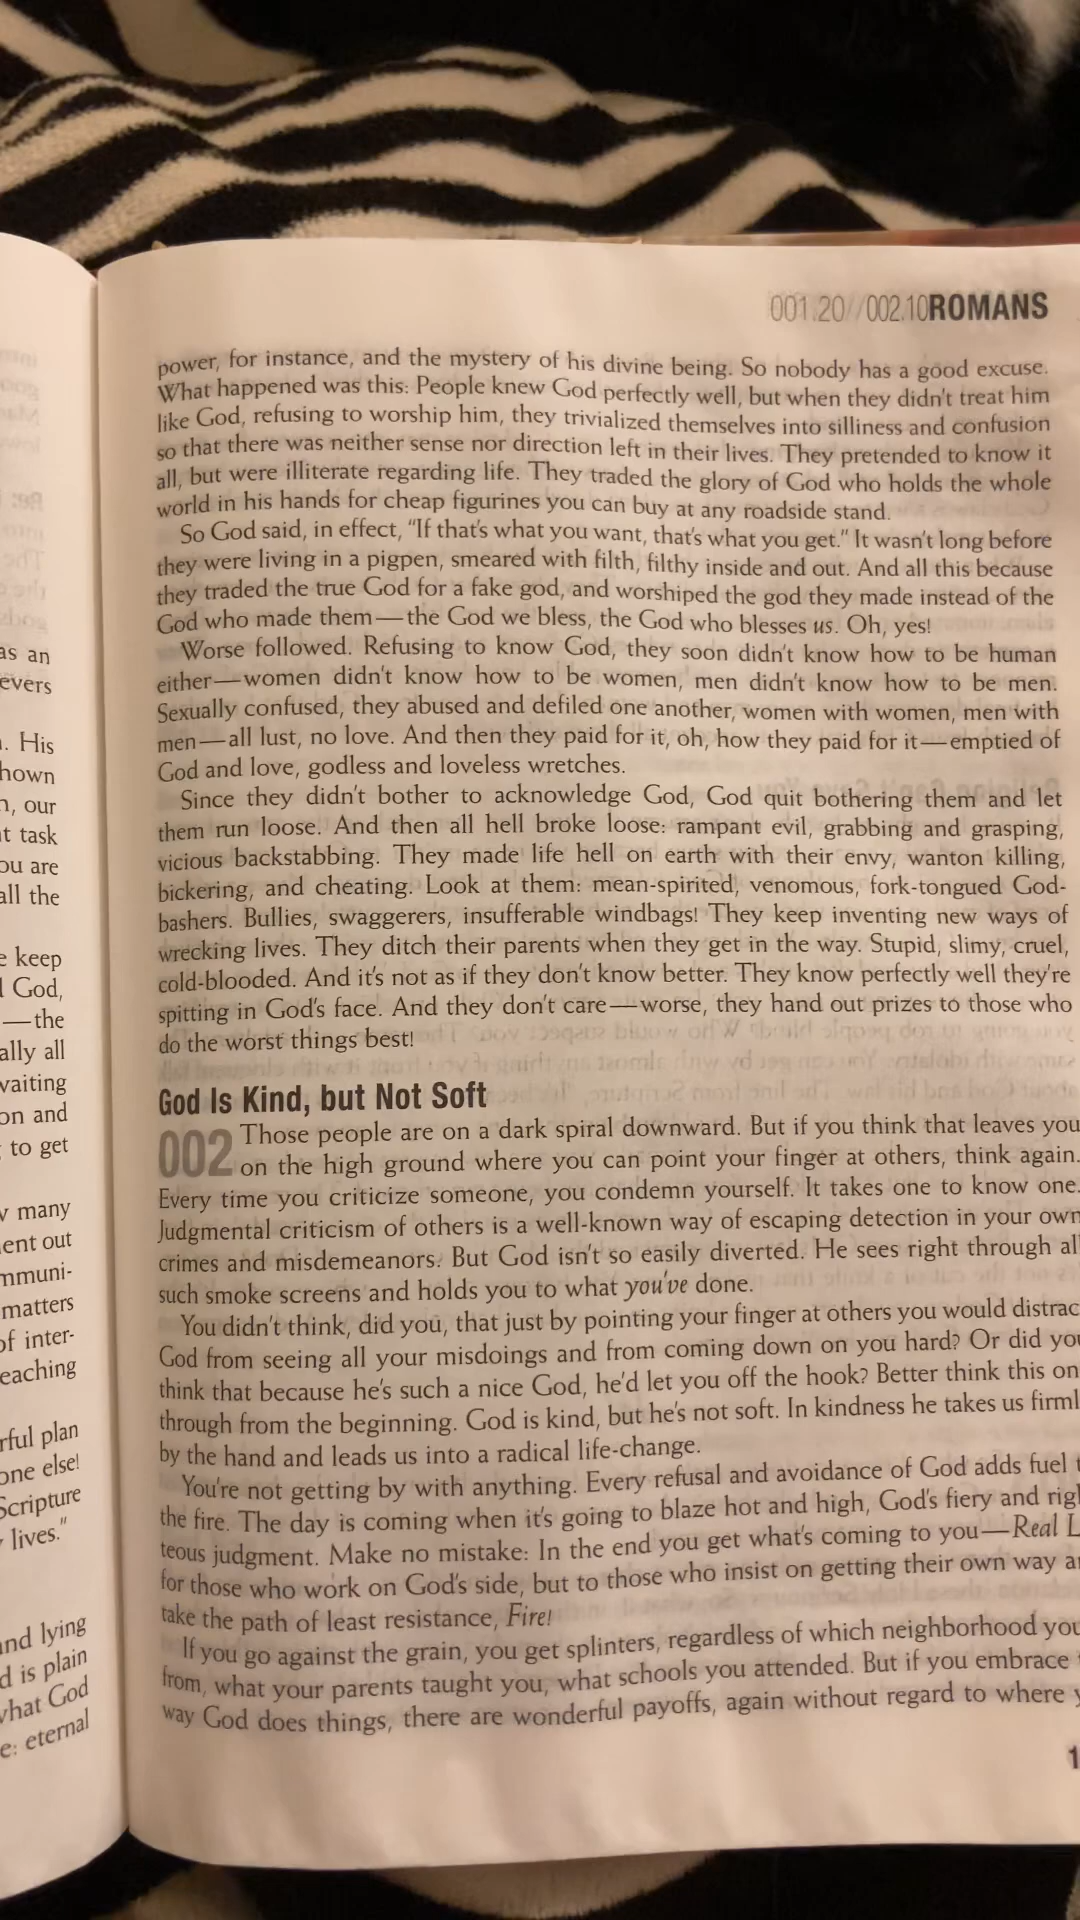 as an
evers
. His
hown
n, our
t task
ou are
all the
e keep
God,
—the
ally all
vaiting
on and
to get
many
ent out
mmuni-
matters
of inter-
eaching
rful plan
one else!
Scripture
lives."
and lying
d is plain
what God
e: eternal
001.20//002.10ROMANS
power, for instance, and the mystery of his divine being. So nobody has a good excuse.
What happened was this: People knew God perfectly well, but when they didn't treat him
like God, refusing to worship him, they trivialized themselves into silliness and confusion
so that there was neither sense nor direction left in their lives. They pretended to know it
all, but were illiterate regarding life. They traded the glory of God who holds the whole
world in his hands for cheap figurines you can buy at any roadside stand.
So God said, in effect, "If that's what you want, that's what you get." It wasn't long before
they were living in a pigpen, smeared with filth, filthy inside and out. And all this because
they traded the true God for a fake god, and worshiped the god they made instead of the
God who made them—the God we bless, the God who blesses us. Oh, yes!
Worse followed. Refusing to know God, they soon didn't know how to be human
either—women didn't know how to be women, men didn't know how to be men.
Sexually confused, they abused and defiled one another, women with women, men with
men—all lust, no love. And then they paid for it, oh, how they paid for it—emptied of
God and love, godless and loveless wretches.
Since they didn't bother to acknowledge God, God quit bothering them and let
them run loose. And then all hell broke loose: rampant evil, grabbing and grasping,
vicious backstabbing. They made life hell on earth with their envy, wanton killing,
bickering, and cheating. Look at them: mean-spirited, venomous, fork-tongued God-
bashers. Bullies, swaggerers, insufferable windbags! They keep inventing new ways of
wrecking lives. They ditch their parents when they get in the way. Stupid, slimy, cruel,
cold-blooded. And it's not as if they don't know better. They know perfectly well they're
spitting in God's face. And they don't care—worse, they hand out prizes to those who
do the worst things best!
God Is Kind, but Not Soft
002 Those people are on a dark spiral downward. But if you think that leaves you
on the high ground where you can point your finger at others, think again.
Every time you criticize someone, you condemn yourself. It takes one to know one.
Judgmental criticism of others is a well-known way of escaping detection in your own
crimes and misdemeanors. But God isn't so easily diverted. He sees right through al
such smoke screens and holds you to what you've done.
You didn't think, did you, that just by pointing your finger at others you would distrac
God from seeing all your misdoings and from coming down on you hard? Or did you
think that because he's such a nice God, he'd let you off the hook? Better think this on
through from the beginning. God is kind, but he's not soft. In kindness he takes us firml
by the hand and leads us into a radical life-change.
You're not getting by with anything. Every refusal and avoidance of God adds fuel t
the fire. The day is coming when it's going to blaze hot and high, God's fiery and righ
teous judgment. Make no mistake: In the end you get what's coming to you—Real L
for those who work on God's side, but to those who insist on getting their own way a
take the path of least resistance, Fire!
If you go against the grain, you get splinters, regardless of which neighborhood you
from, what your parents taught you, what schools you attended. But if you embrace
way God does things, there are wonderful payoffs, again without regard to where y
1